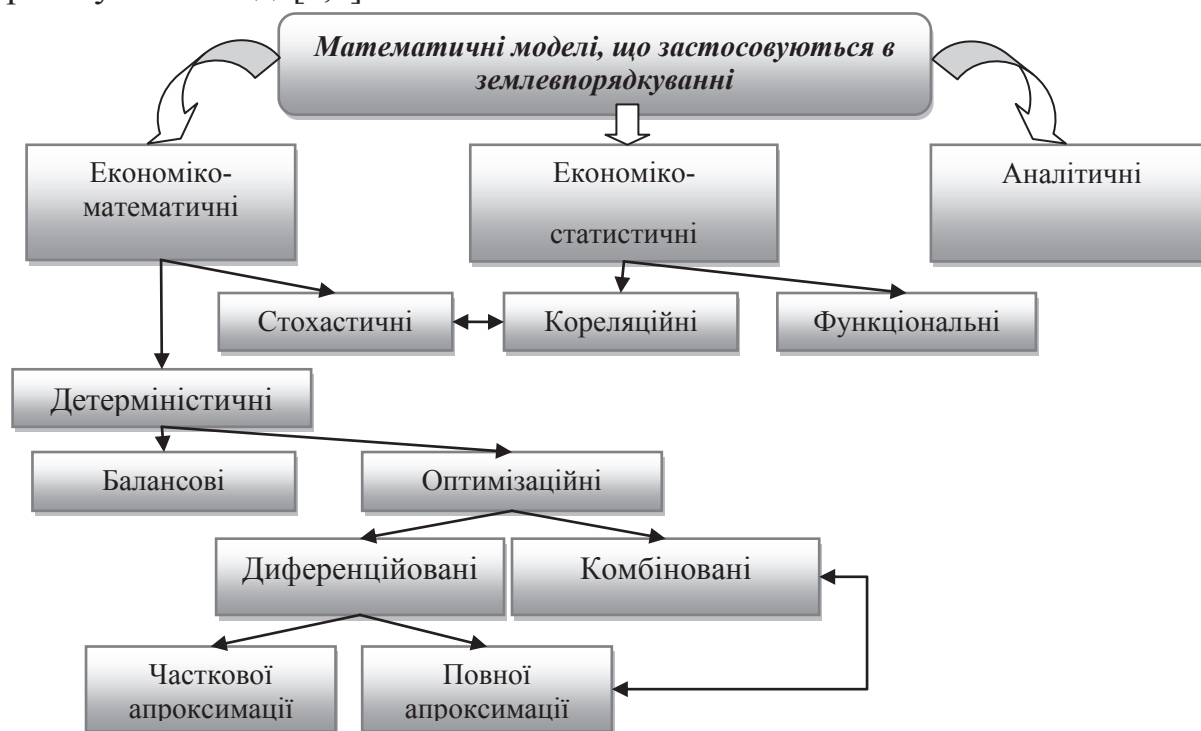 Математичні моделі, що застосовуються в
землевпорядкуванні
Економіко-
математичні
Економіко-
статистичні
Аналітичні
Стохастичні
Кореляційні
Функціональні
Детерміністичні
Балансові
Оптимізаційні
Диференційовані
Комбіновані
Часткової
апроксимації
Повної
апроксимації